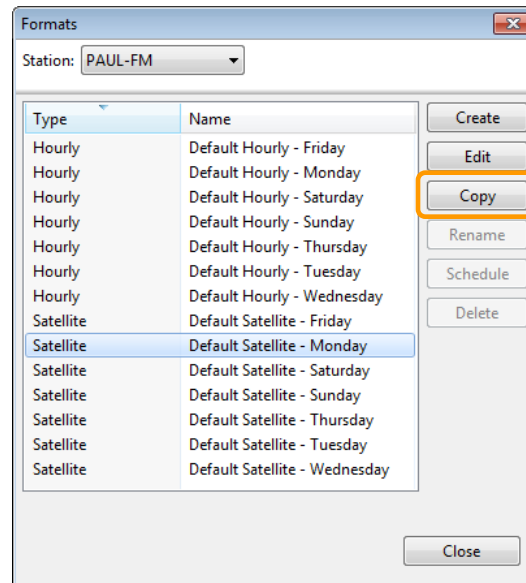 Formats
Station: PAUL-FM
Type Name
Hourly Default Hourly - Friday
Hourly Default Hourly - Monday
Hourly Default Hourly - Saturday
Hourly Default Hourly - Sunday
Hourly Default Hourly - Thursday
Hourly Default Hourly - Tuesday
Hourly Default Hourly - Wednesday
Satellite Default Satellite - Friday
Satellite Default Satellite - Monday
Satellite Default Satellite - Saturday
Satellite Default Satellite - Sunday
Satellite Default Satellite - Thursday
Satellite Default Satellite - Tuesday
Satellite Default Satellite - Wednesday
Create
Edit
Copy
Rename
Schedule
Delete
Close